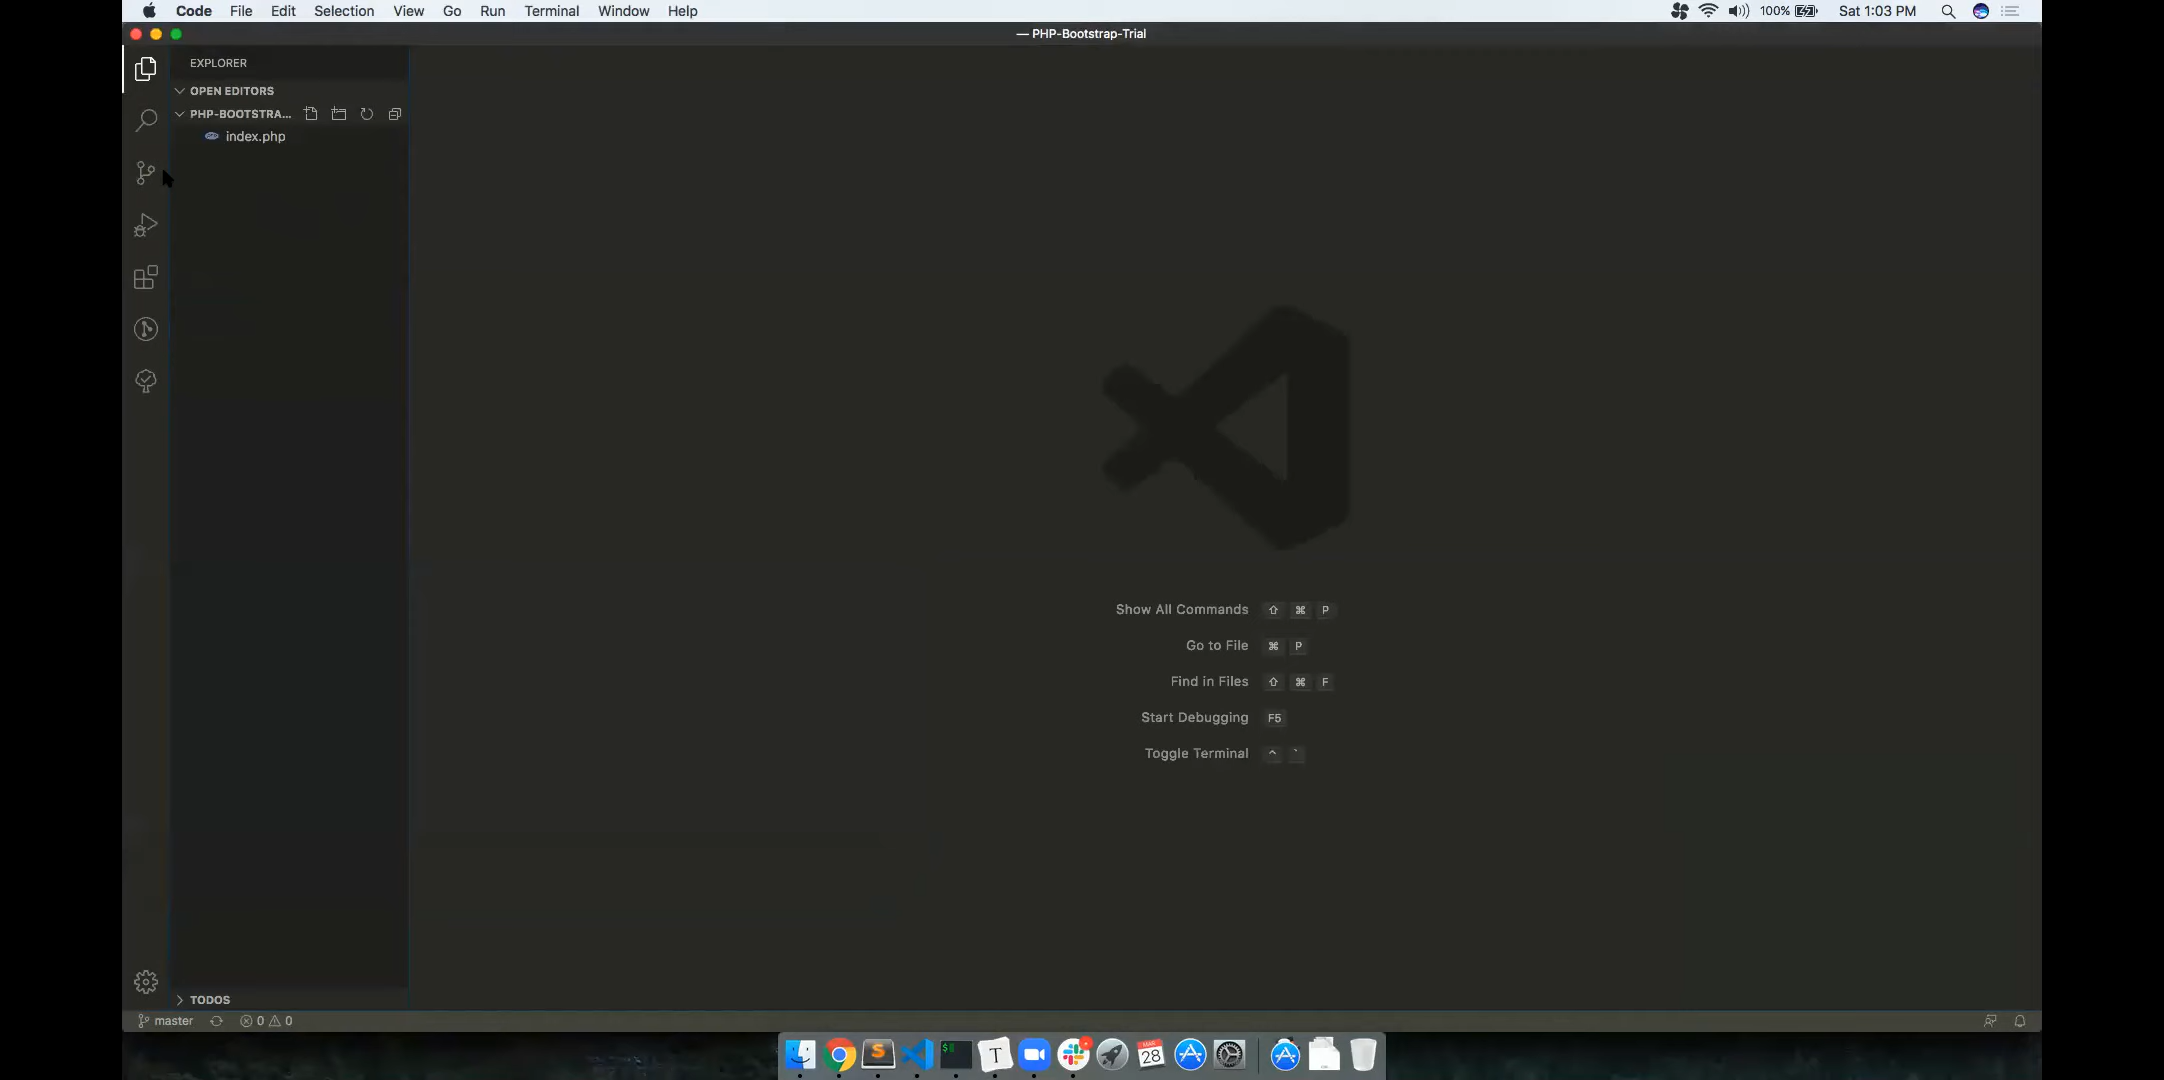 Code File Edit Selection View Go Run Terminal Window Help 100% Sat 1:03 PM
— PHP-Bootstrap-Trial
EXPLORER
OPEN EDITORS
PHP-BOOTSTRA...
index.php
Show All Commands ⇧ ⌘ P
Go to File ⌘ P
Find in Files ⇧ ⌘ F
Start Debugging F5
Toggle Terminal ^ `
TODOS
master 0 0
S $ T MAR 28